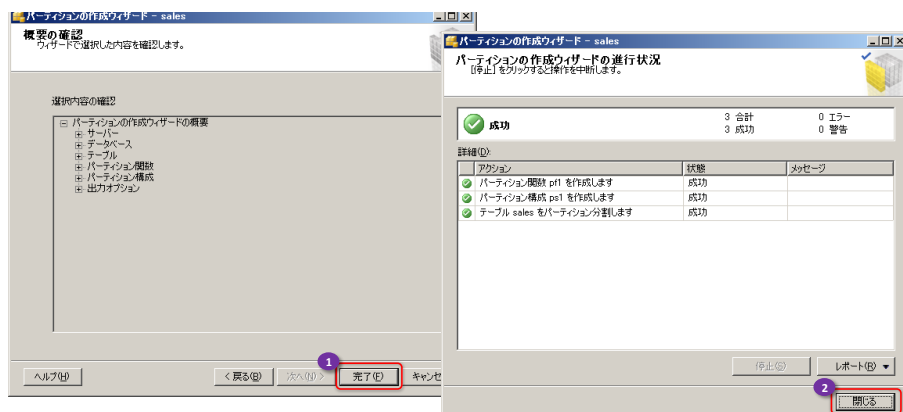 パーティションの作成ウィザード - sales
概要の確認
ウィザードで選択した内容を確認します。
選択内容の確認
パーティションの作成ウィザードの概要
サーバー
データベース
テーブル
パーティション関数
パーティション構成
出力オプション
1
ヘルプ(H)
< 戻る(B)
次へ(N) >
完了(F)
キャンセ
パーティションの作成ウィザード - sales
パーティションの作成ウィザードの進行状況
[停止] をクリックすると操作を中断します。
成功
3 合計
0 エラー
3 成功
0 警告
詳細(D):
アクション 状態 メッセージ
パーティション関数 pf1 を作成します 成功
パーティション構成 ps1 を作成します 成功
テーブル sales をパーティション分割します 成功
停止(S)
レポート(R)
2
閉じる